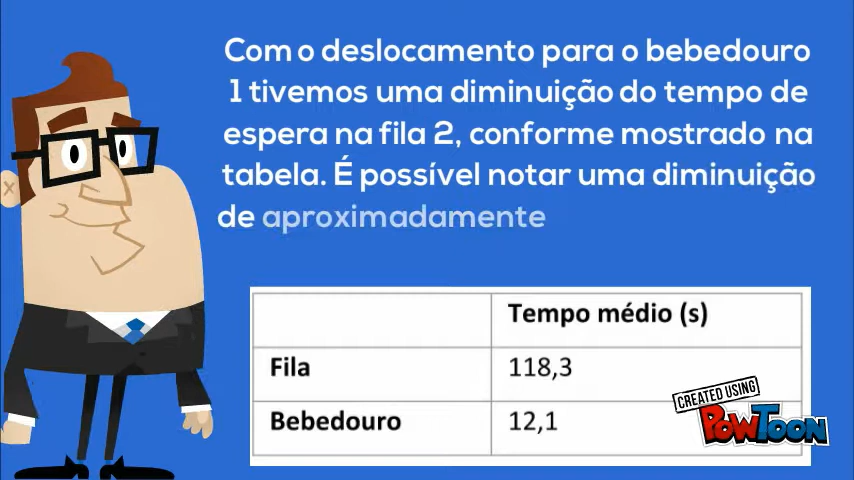 Com o deslocamento para o bebedouro
1 tivemos uma diminuição do tempo de
espera na fila 2, conforme mostrado na
tabela. É possível notar uma diminuição
de aproximadamente
Tempo médio (s)
Fila 118,3
Bebedouro 12,1
CREATED USING
POWTOON